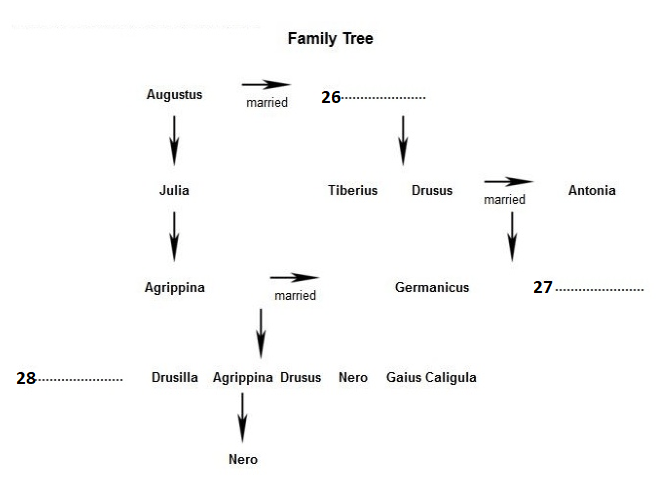 Family Tree
Augustus married 26......................
Julia Tiberius Drusus married Antonia
Agrippina married Germanicus 27......................
28...................... Drusilla Agrippina Drusus Nero Gaius Caligula
Nero